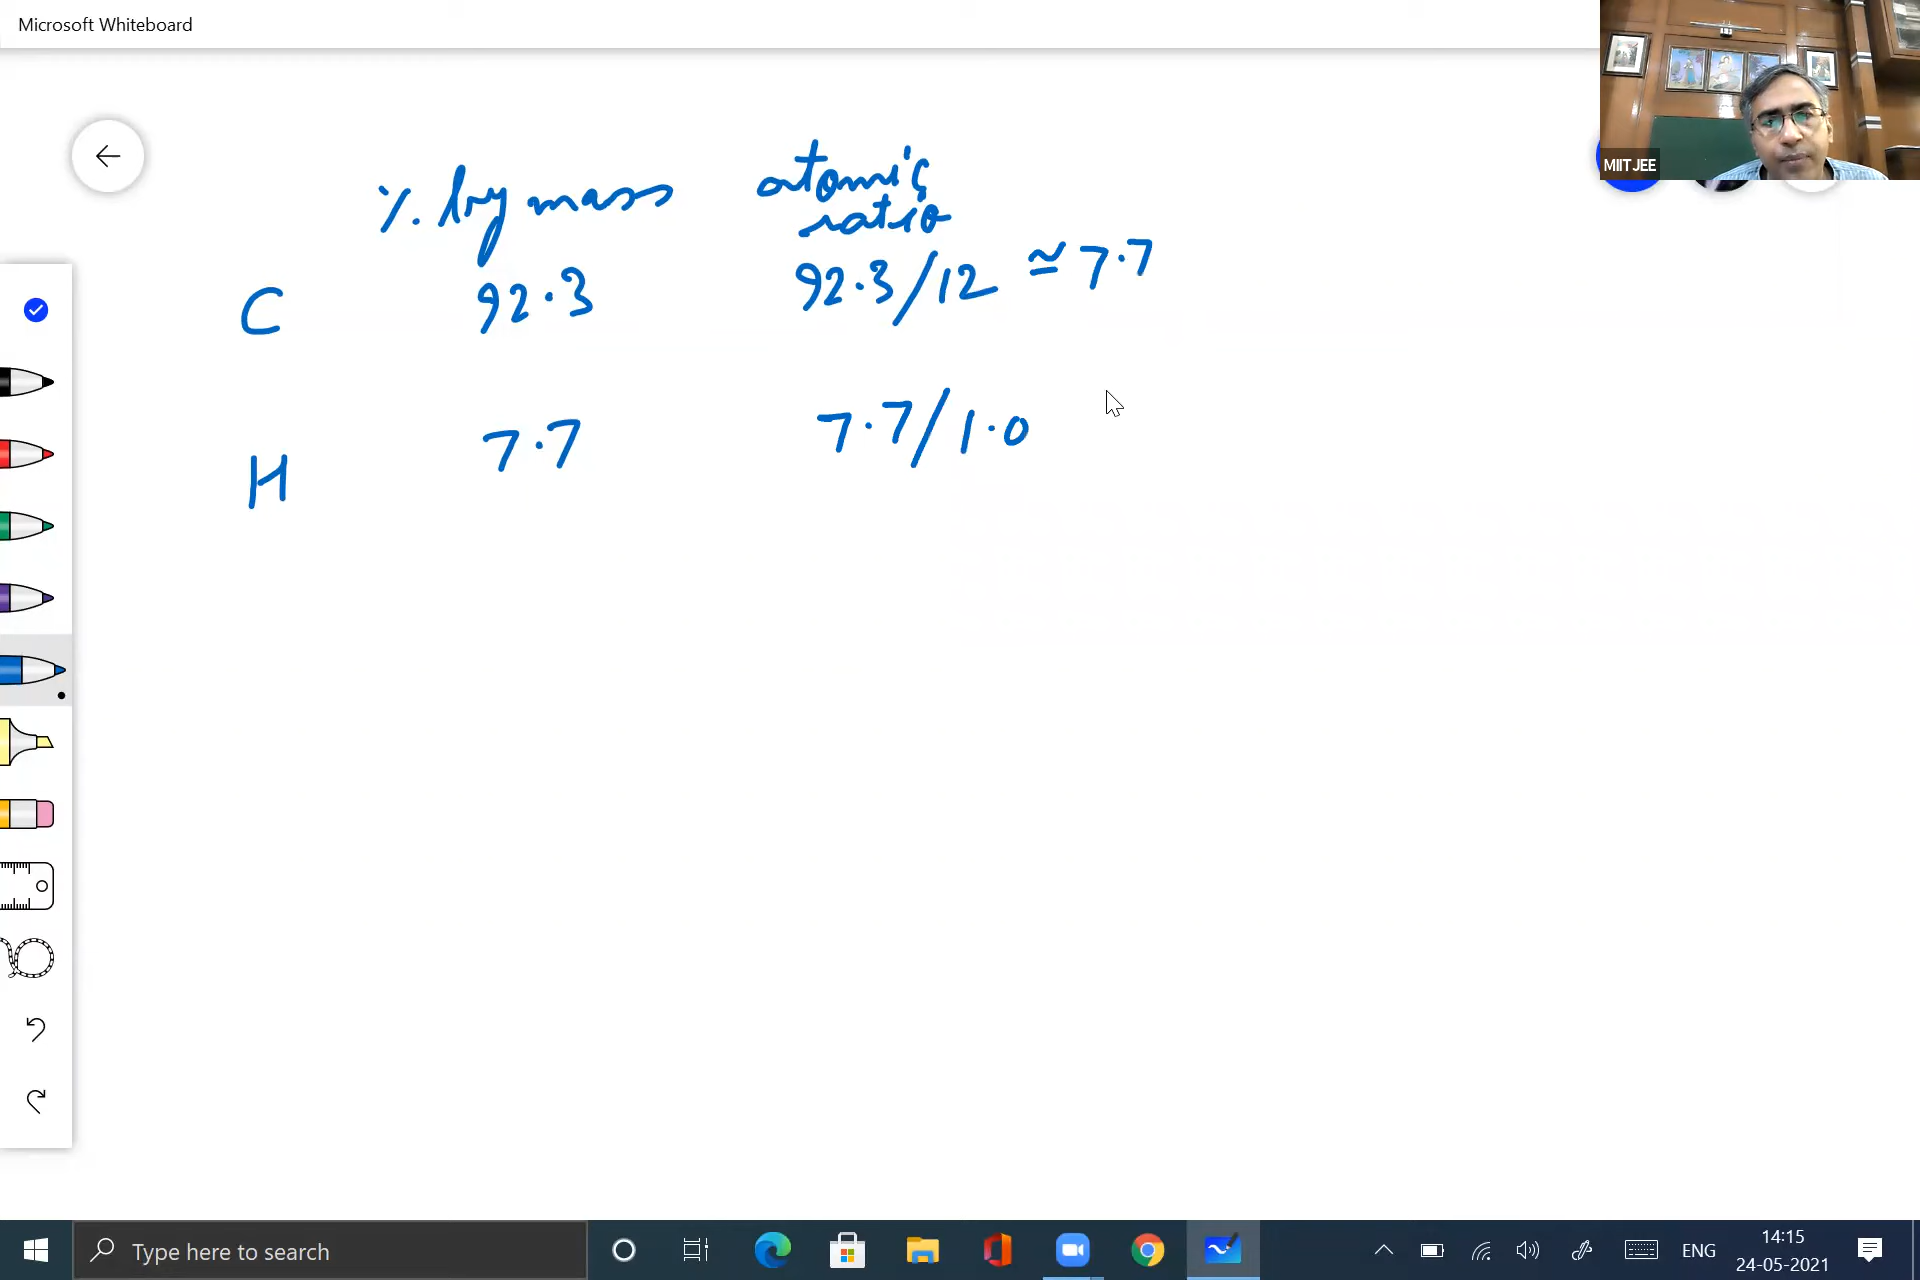 Microsoft Whiteboard
MIIT JEE
% by mass
atomic
ratio
C 92.3 92.3/12 ≃ 7.7
H 7.7 7.7/1.0
Type here to search
ENG
14:15
24-05-2021